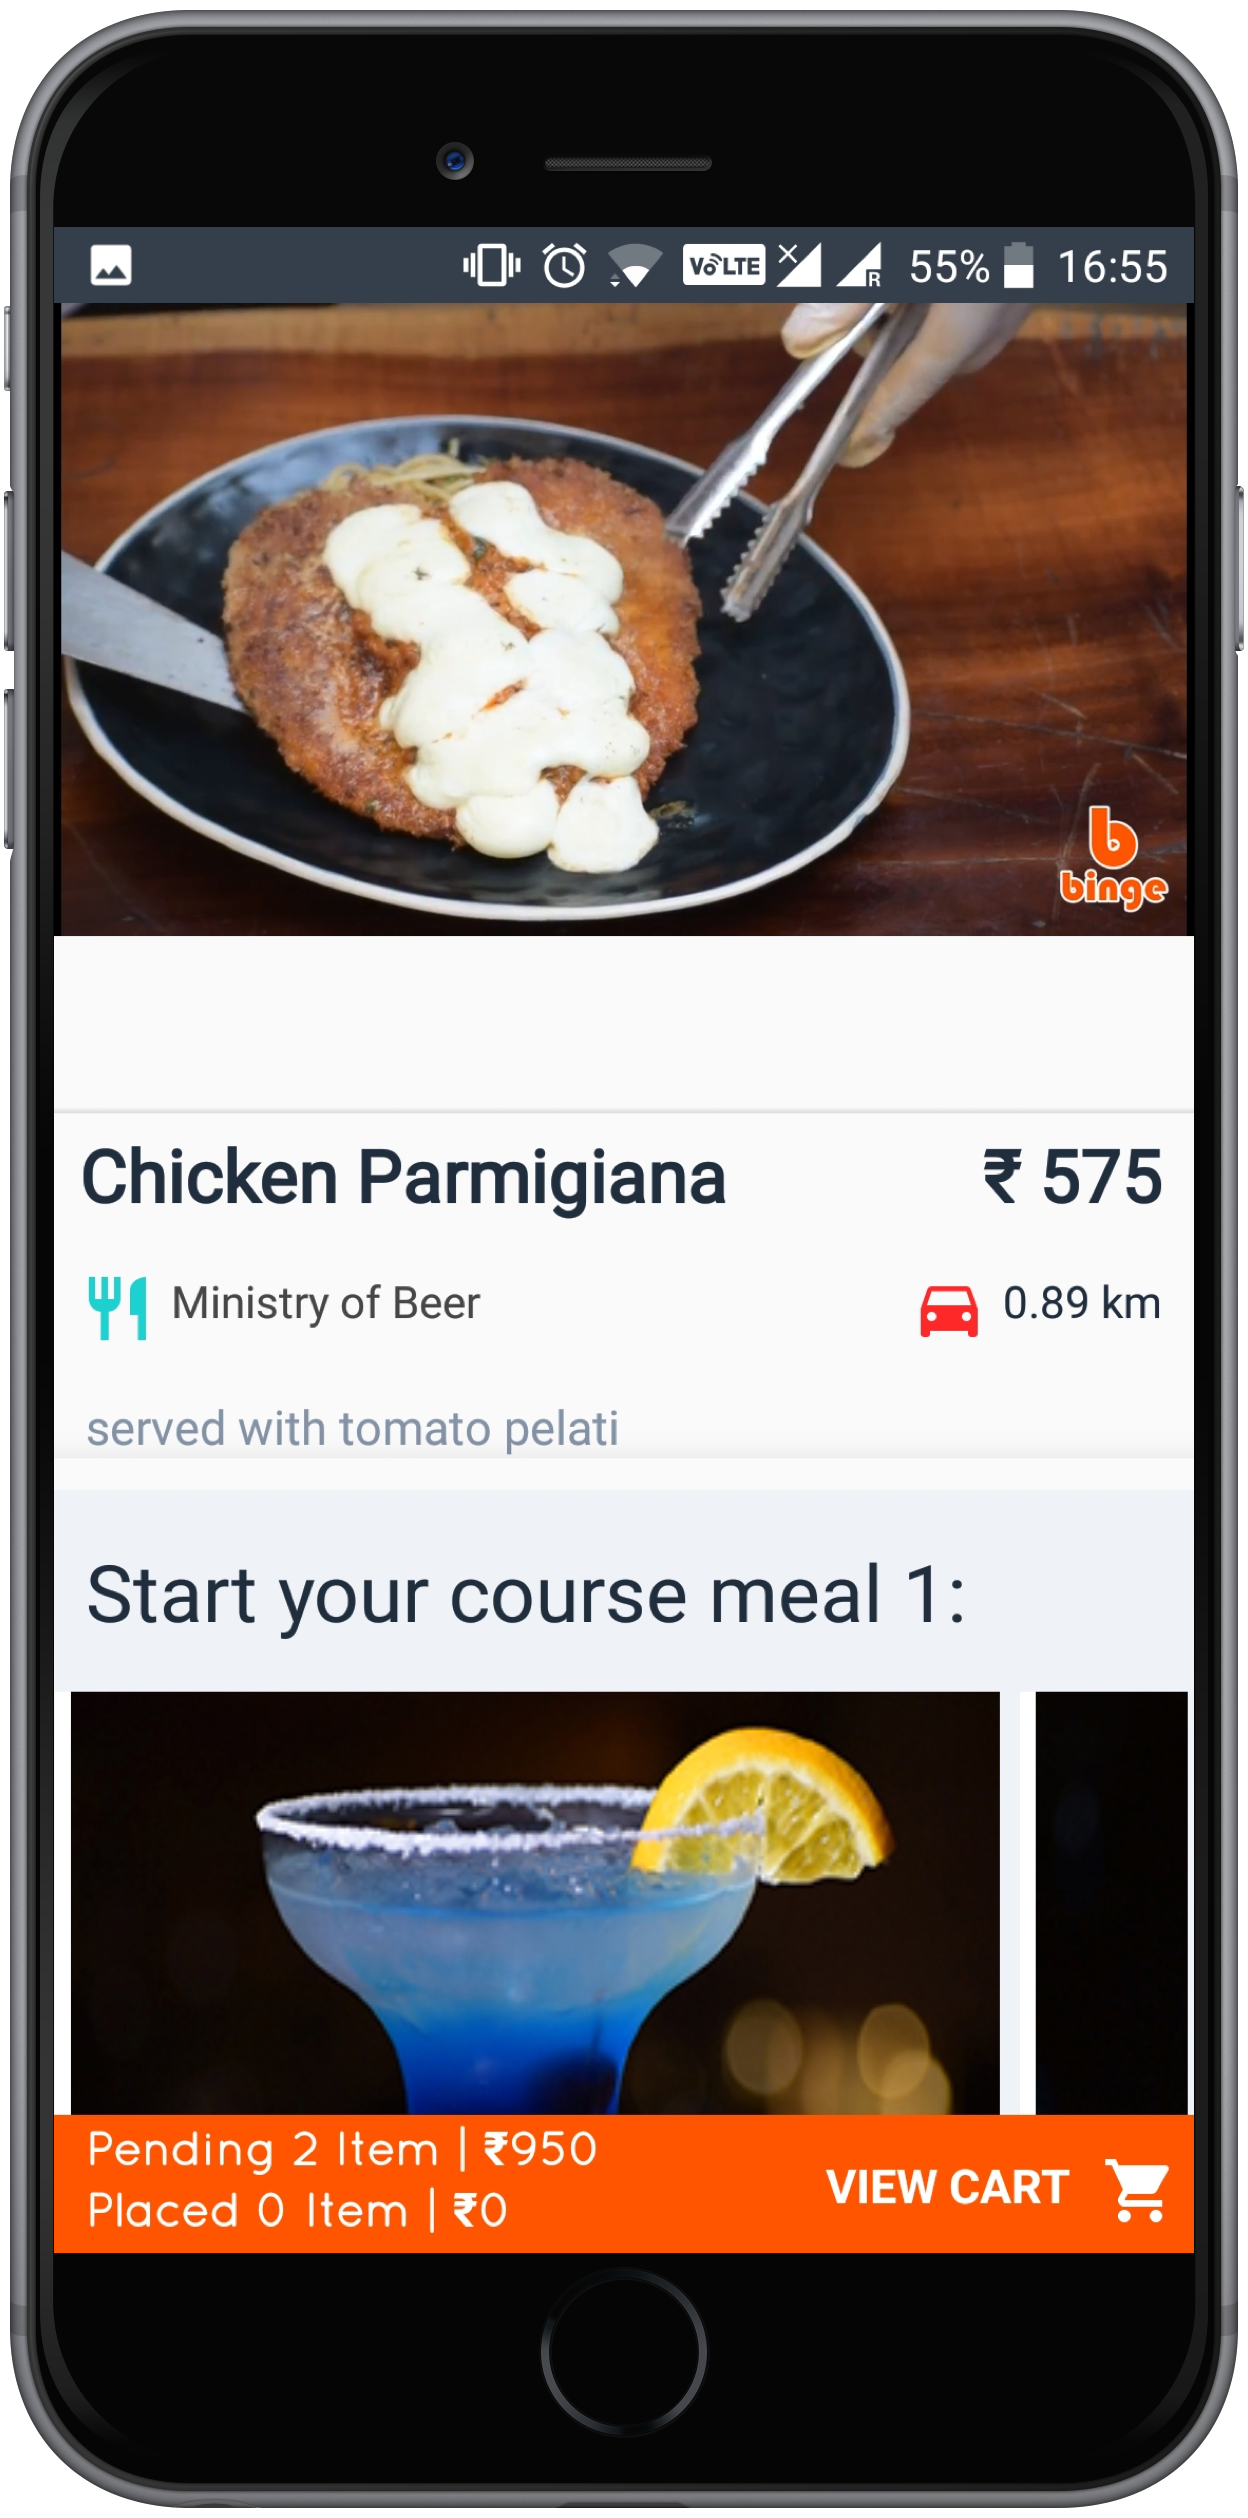 VoLTE R 55% 16:55
b
binge
Chicken Parmigiana ₹ 575
Ministry of Beer 0.89 km
served with tomato pelati
Start your course meal 1:
Pending 2 Item | ₹950
Placed 0 Item | ₹0
VIEW CART